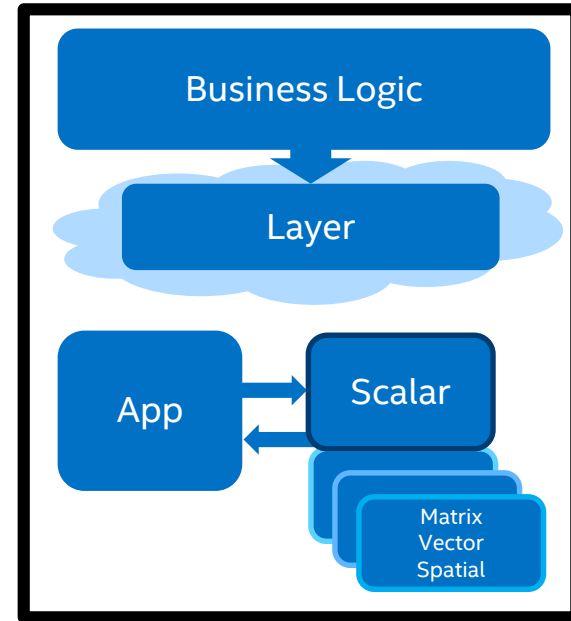 Business Logic
Layer
App
Scalar
Matrix
Vector
Spatial